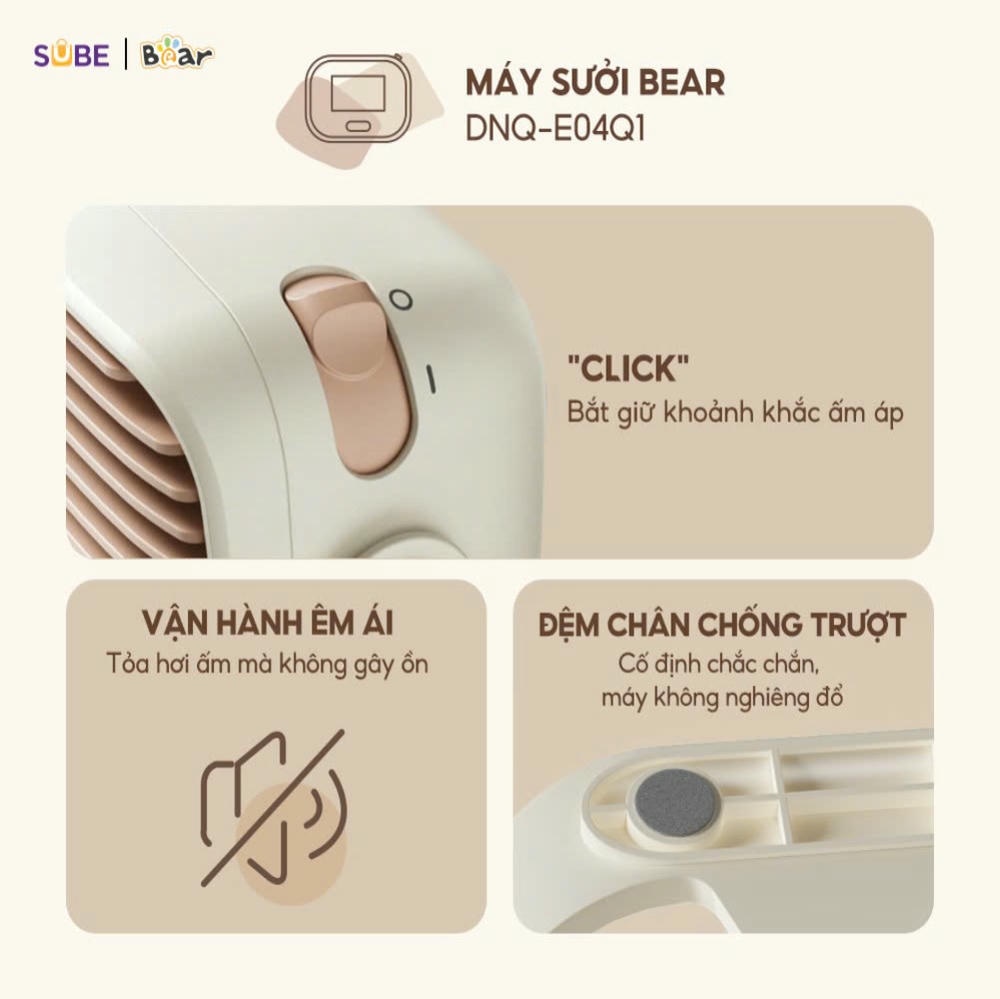 SUBE | Bear
MÁY SƯỞI BEAR
DNQ-E04Q1
"CLICK"
Bắt giữ khoảnh khắc ấm áp
VẬN HÀNH ÊM ÁI
Tỏa hơi ấm mà không gây ồn
ĐỆM CHÂN CHỐNG TRƯỢT
Cố định chắc chắn,
máy không nghiêng đổ